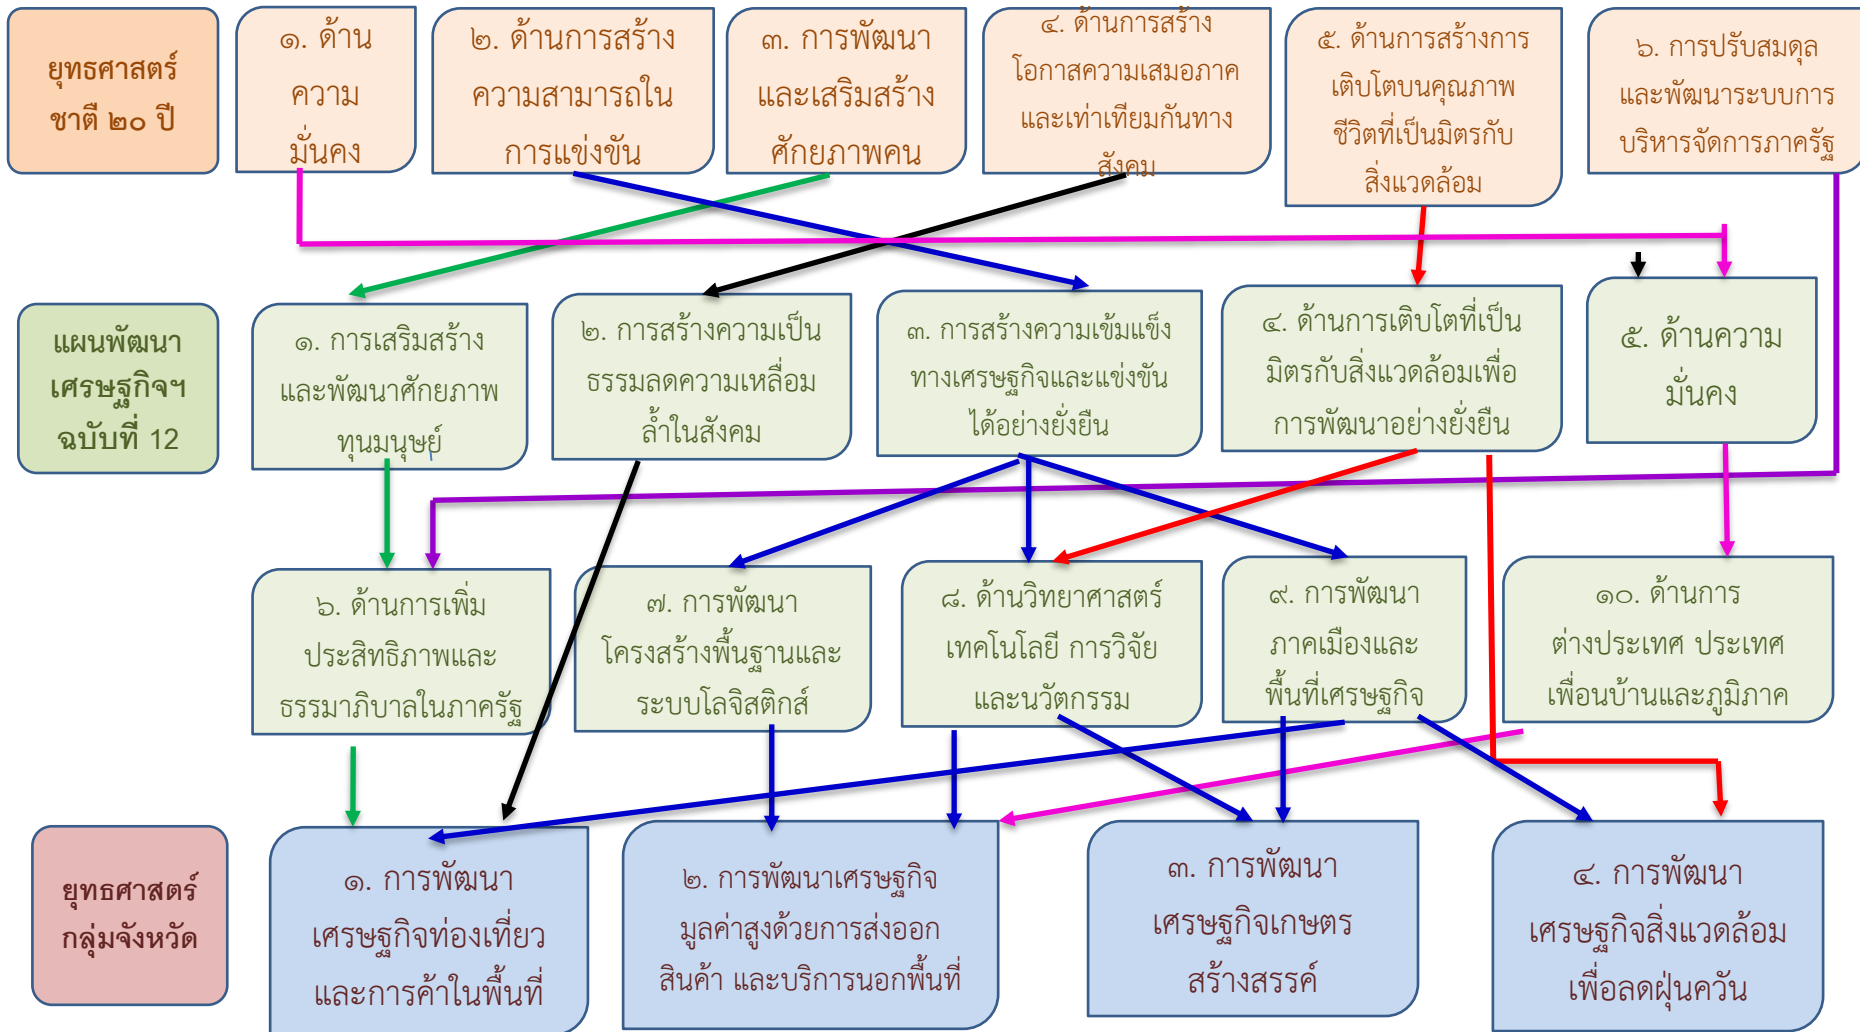 ยุทธศาสตร์
ชาตื ๒๐ ปี
๑. ด้าน
ความ
มั่นคง
๒. ด้านการสร้าง
ความสามารถใน
การแข่งขัน
๓. การพัฒนา
และเสริมสร้าง
ศักยภาพคน
๔. ด้านการสร้าง
โอกาสความเสมอภาค
และเท่าเทียมกันทาง
สังคม
๕. ด้านการสร้างการ
เติบโตบนคุณภาพ
ชีวิตที่เป็นมิตรกับ
สิ่งแวดล้อม
๖. การปรับสมดุล
และพัฒนาระบบการ
บริหารจัดการภาครัฐ
แผนพัฒนา
เศรษฐกิจฯ
ฉบับที่ 12
๑. การเสริมสร้าง
และพัฒนาศักยภาพ
ทุนมนุษย์
๒. การสร้างความเป็น
ธรรมลดความเหลื่อม
ล้ำในสังคม
๓. การสร้างความเข้มแข็ง
ทางเศรษฐกิจและแข่งขัน
ได้อย่างยั่งยืน
๔. ด้านการเติบโตที่เป็น
มิตรกับสิ่งแวดล้อมเพื่อ
การพัฒนาอย่างยั่งยืน
๕. ด้านความ
มั่นคง
๖. ด้านการเพิ่ม
ประสิทธิภาพและ
ธรรมาภิบาลในภาครัฐ
๗. การพัฒนา
โครงสร้างพื้นฐานและ
ระบบโลจิสติกส์
๘. ด้านวิทยาศาสตร์
เทคโนโลยี การวิจัย
และนวัตกรรม
๙. การพัฒนา
ภาคเมืองและ
พื้นที่เศรษฐกิจ
๑๐. ด้านการ
ต่างประเทศ ประเทศ
เพื่อนบ้านและภูมิภาค
ยุทธศาสตร์
กลุ่มจังหวัด
๑. การพัฒนา
เศรษฐกิจท่องเที่ยว
และการค้าในพื้นที่
๒. การพัฒนาเศรษฐกิจ
มูลค่าสูงด้วยการส่งออก
สินค้า และบริการนอกพื้นที่
๓. การพัฒนา
เศรษฐกิจเกษตร
สร้างสรรค์
๔. การพัฒนา
เศรษฐกิจสิ่งแวดล้อม
เพื่อลดฝุ่นควัน